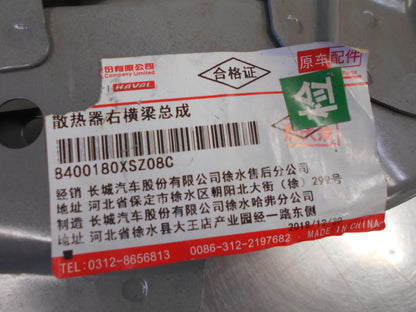 份有限公司
Company Limited
HAVAL
合格证
原车配件
散热器右横梁总成
8400180XSZ08C
经销 长城汽车股份有限公司徐水售后分公司
地址 河北省保定市徐水区朝阳北大街(徐)299号
制造 长城汽车股份有限公司徐水哈弗分公司
地址 河北省徐水县大王店产业园经一路东侧
TEL:0312-8656813 0086-312-2197682 MADE IN CHINA